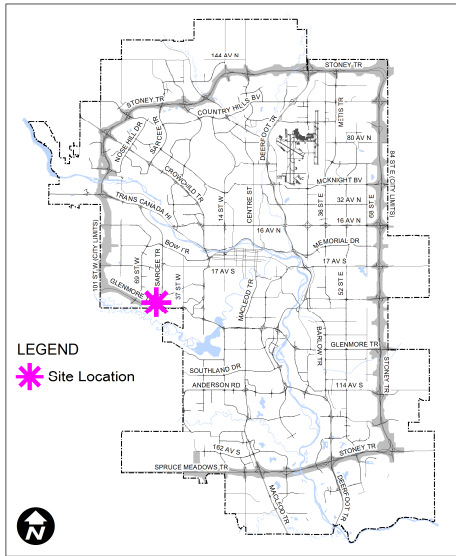 144 AV N
STONEY TR
METIS TR
STONEY TR
COUNTRY HILLS BV
DEERFOOT TR
NOSE HILL DR
SARCEE TR
80 AV N
84 ST E (CITY LIMITS)
CROWCHILD TR
MCKNIGHT BV
14 ST W
CENTRE ST
36 ST E
68 ST E
32 AV N
TRANS CANADA HI
16 AV N
16 AV N
MEMORIAL DR
BOW TR
101 ST W (CITY LIMITS)
69 ST W
SARCEE TR
37 ST W
17 AV S
17 AV S
52 ST E
MACLEOD TR
GLENMORE
BARLOW TR
GLENMORE TR
STONEY TR
LEGEND
Site Location
SOUTHLAND DR
ANDERSON RD
114 AV S
162 AV S
STONEY TR
SPRUCE MEADOWS TR
MACLEOD TR
DEERFOOT TR
N